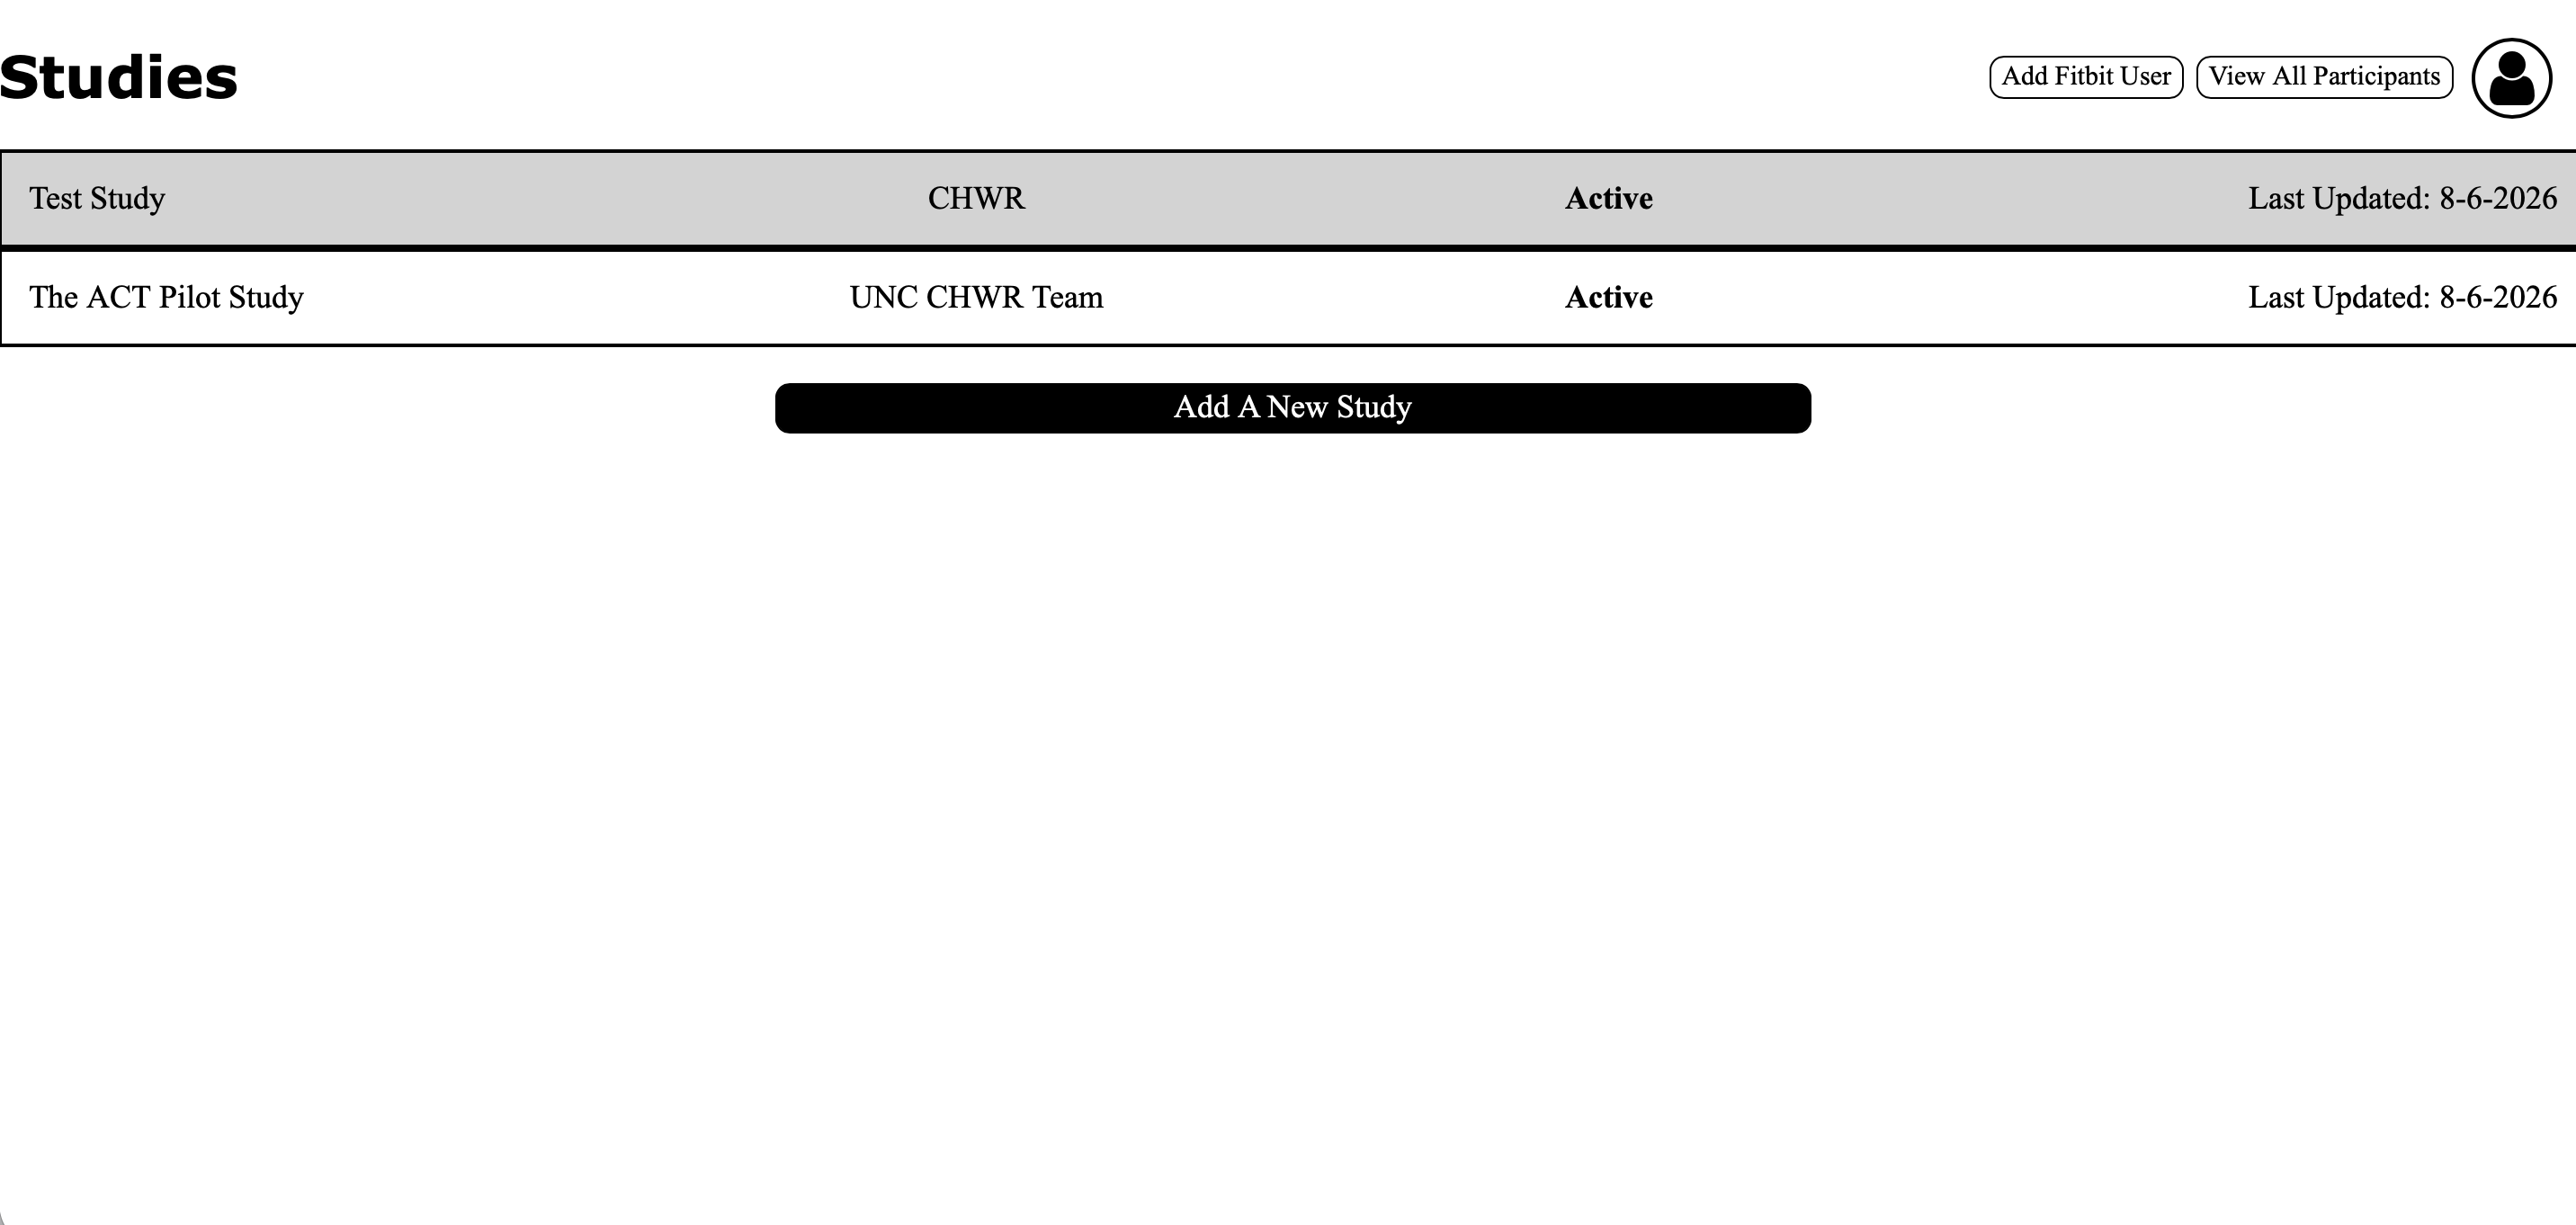 Studies
Add Fitbit User
View All Participants
Test Study CHWR Active Last Updated: 8-6-2026
The ACT Pilot Study UNC CHWR Team Active Last Updated: 8-6-2026
Add A New Study